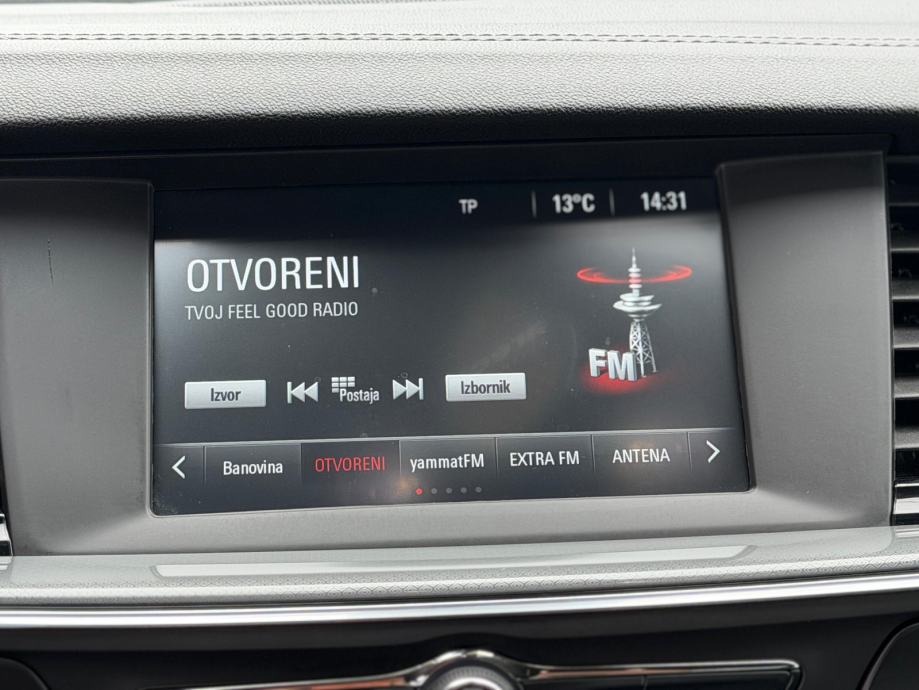 TP 13°C 14:31
OTVORENI
TVOJ FEEL GOOD RADIO
FM
Izvor Postaja Izbornik
Banovina OTVORENI yammatFM EXTRA FM ANTENA